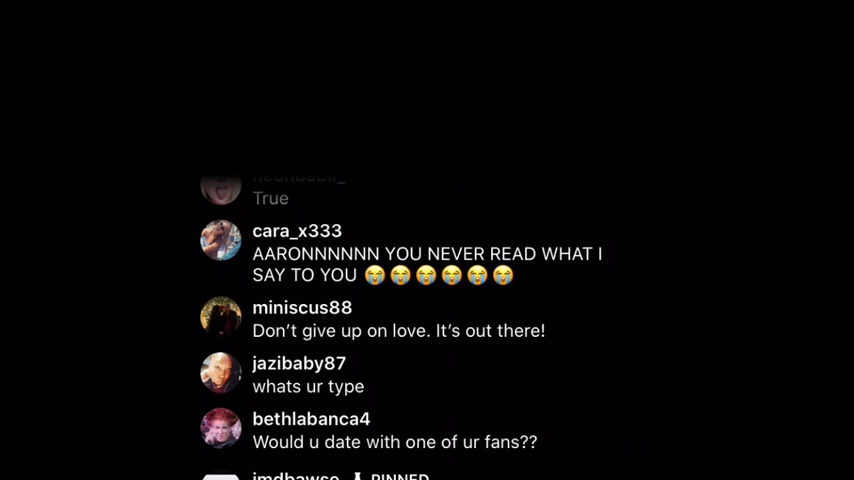 True
cara_x333
AARONNNNNN YOU NEVER READ WHAT I
SAY TO YOU 😭😭😭😭😭😭
miniscus88
Don’t give up on love. It’s out there!
jazibaby87
whats ur type
bethlabanca4
Would u date with one of ur fans??
PINNED